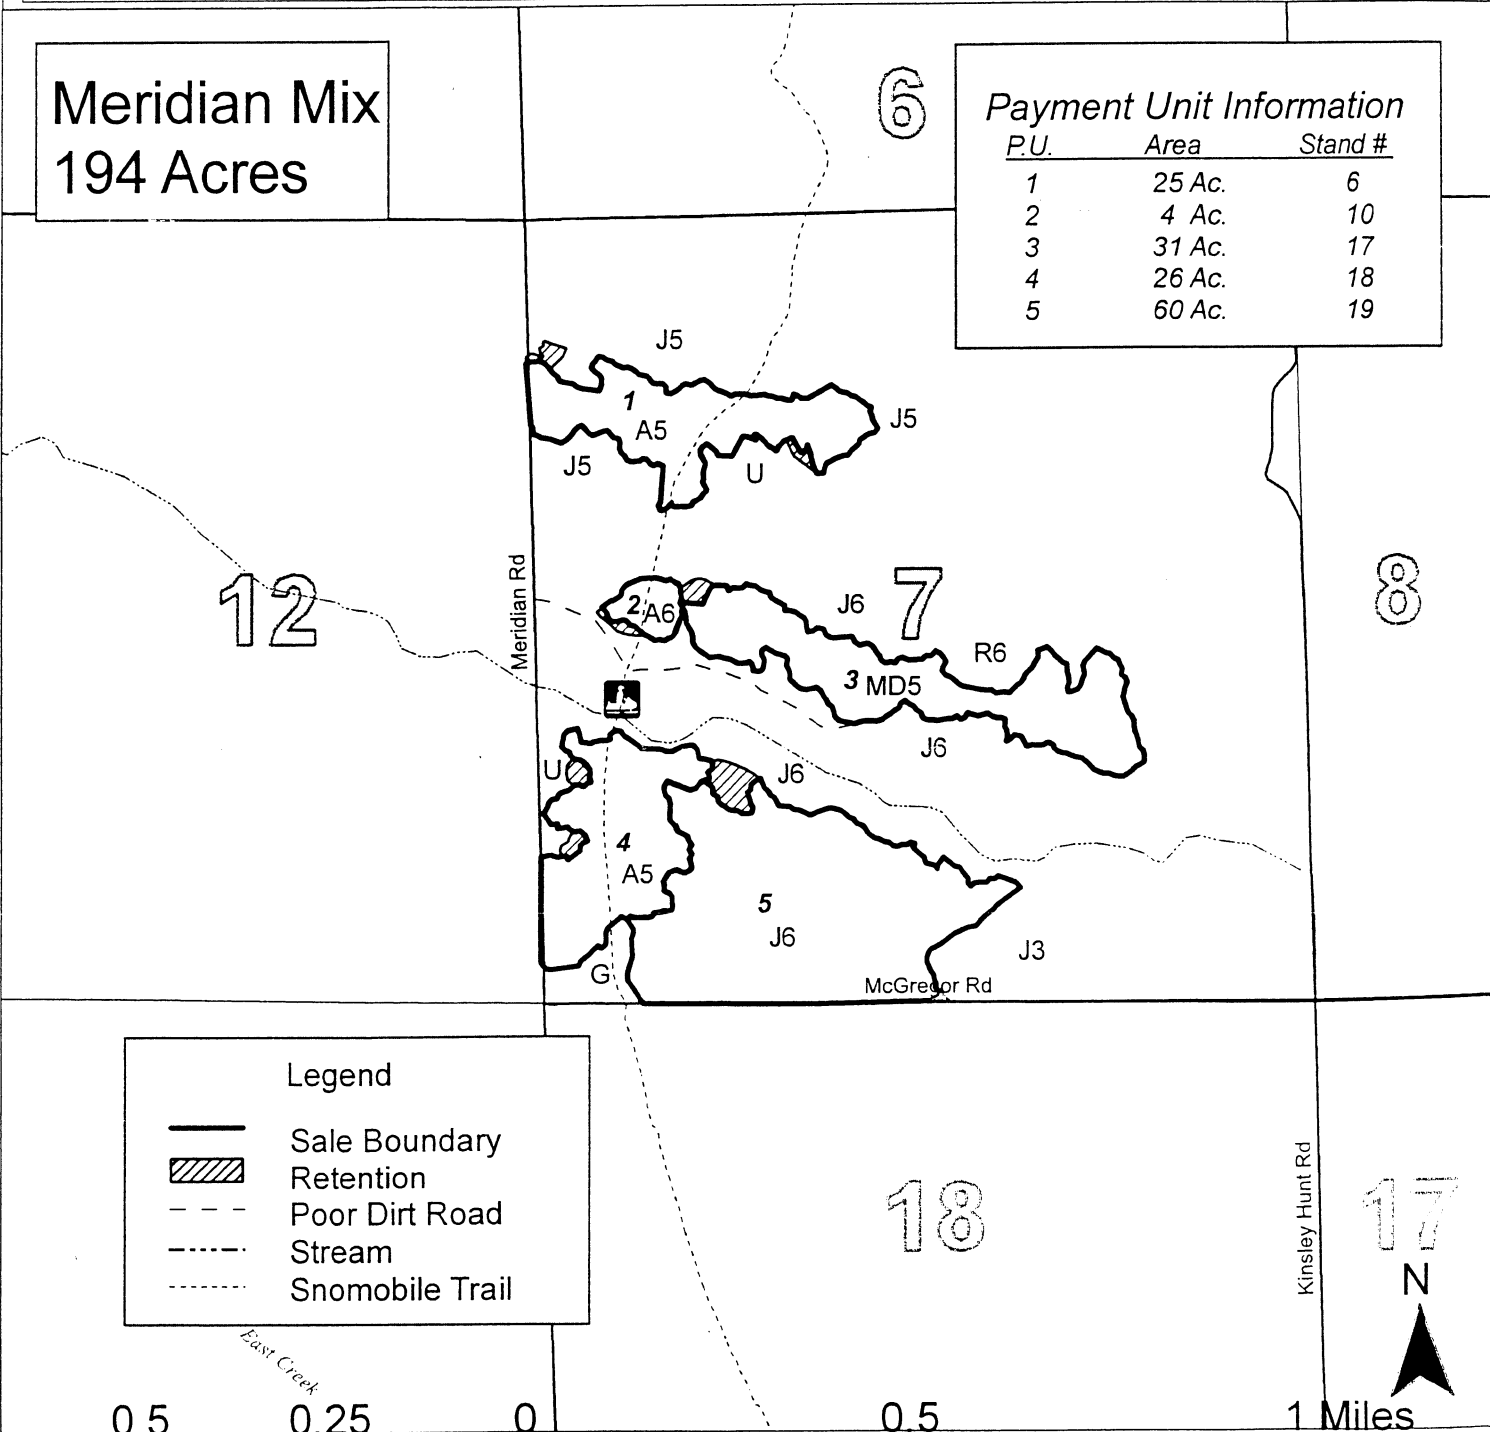 Meridian Mix
194 Acres
6
Payment Unit Information
P.U. Area Stand #
1 25 Ac. 6
2 4 Ac. 10
3 31 Ac. 17
4 26 Ac. 18
5 60 Ac. 19
J5
1
A5
J5
J5
U
12
Meridian Rd
2
A6
J6
7
8
R6
3 MD5
J6
U
J6
4
A5
5
J6
J3
G
McGregor Rd
Legend
Sale Boundary
Retention
Poor Dirt Road
Stream
Snomobile Trail
18
Kinsley Hunt Rd
17
N
East Creek
0.5 0.25 0 0.5 1 Miles